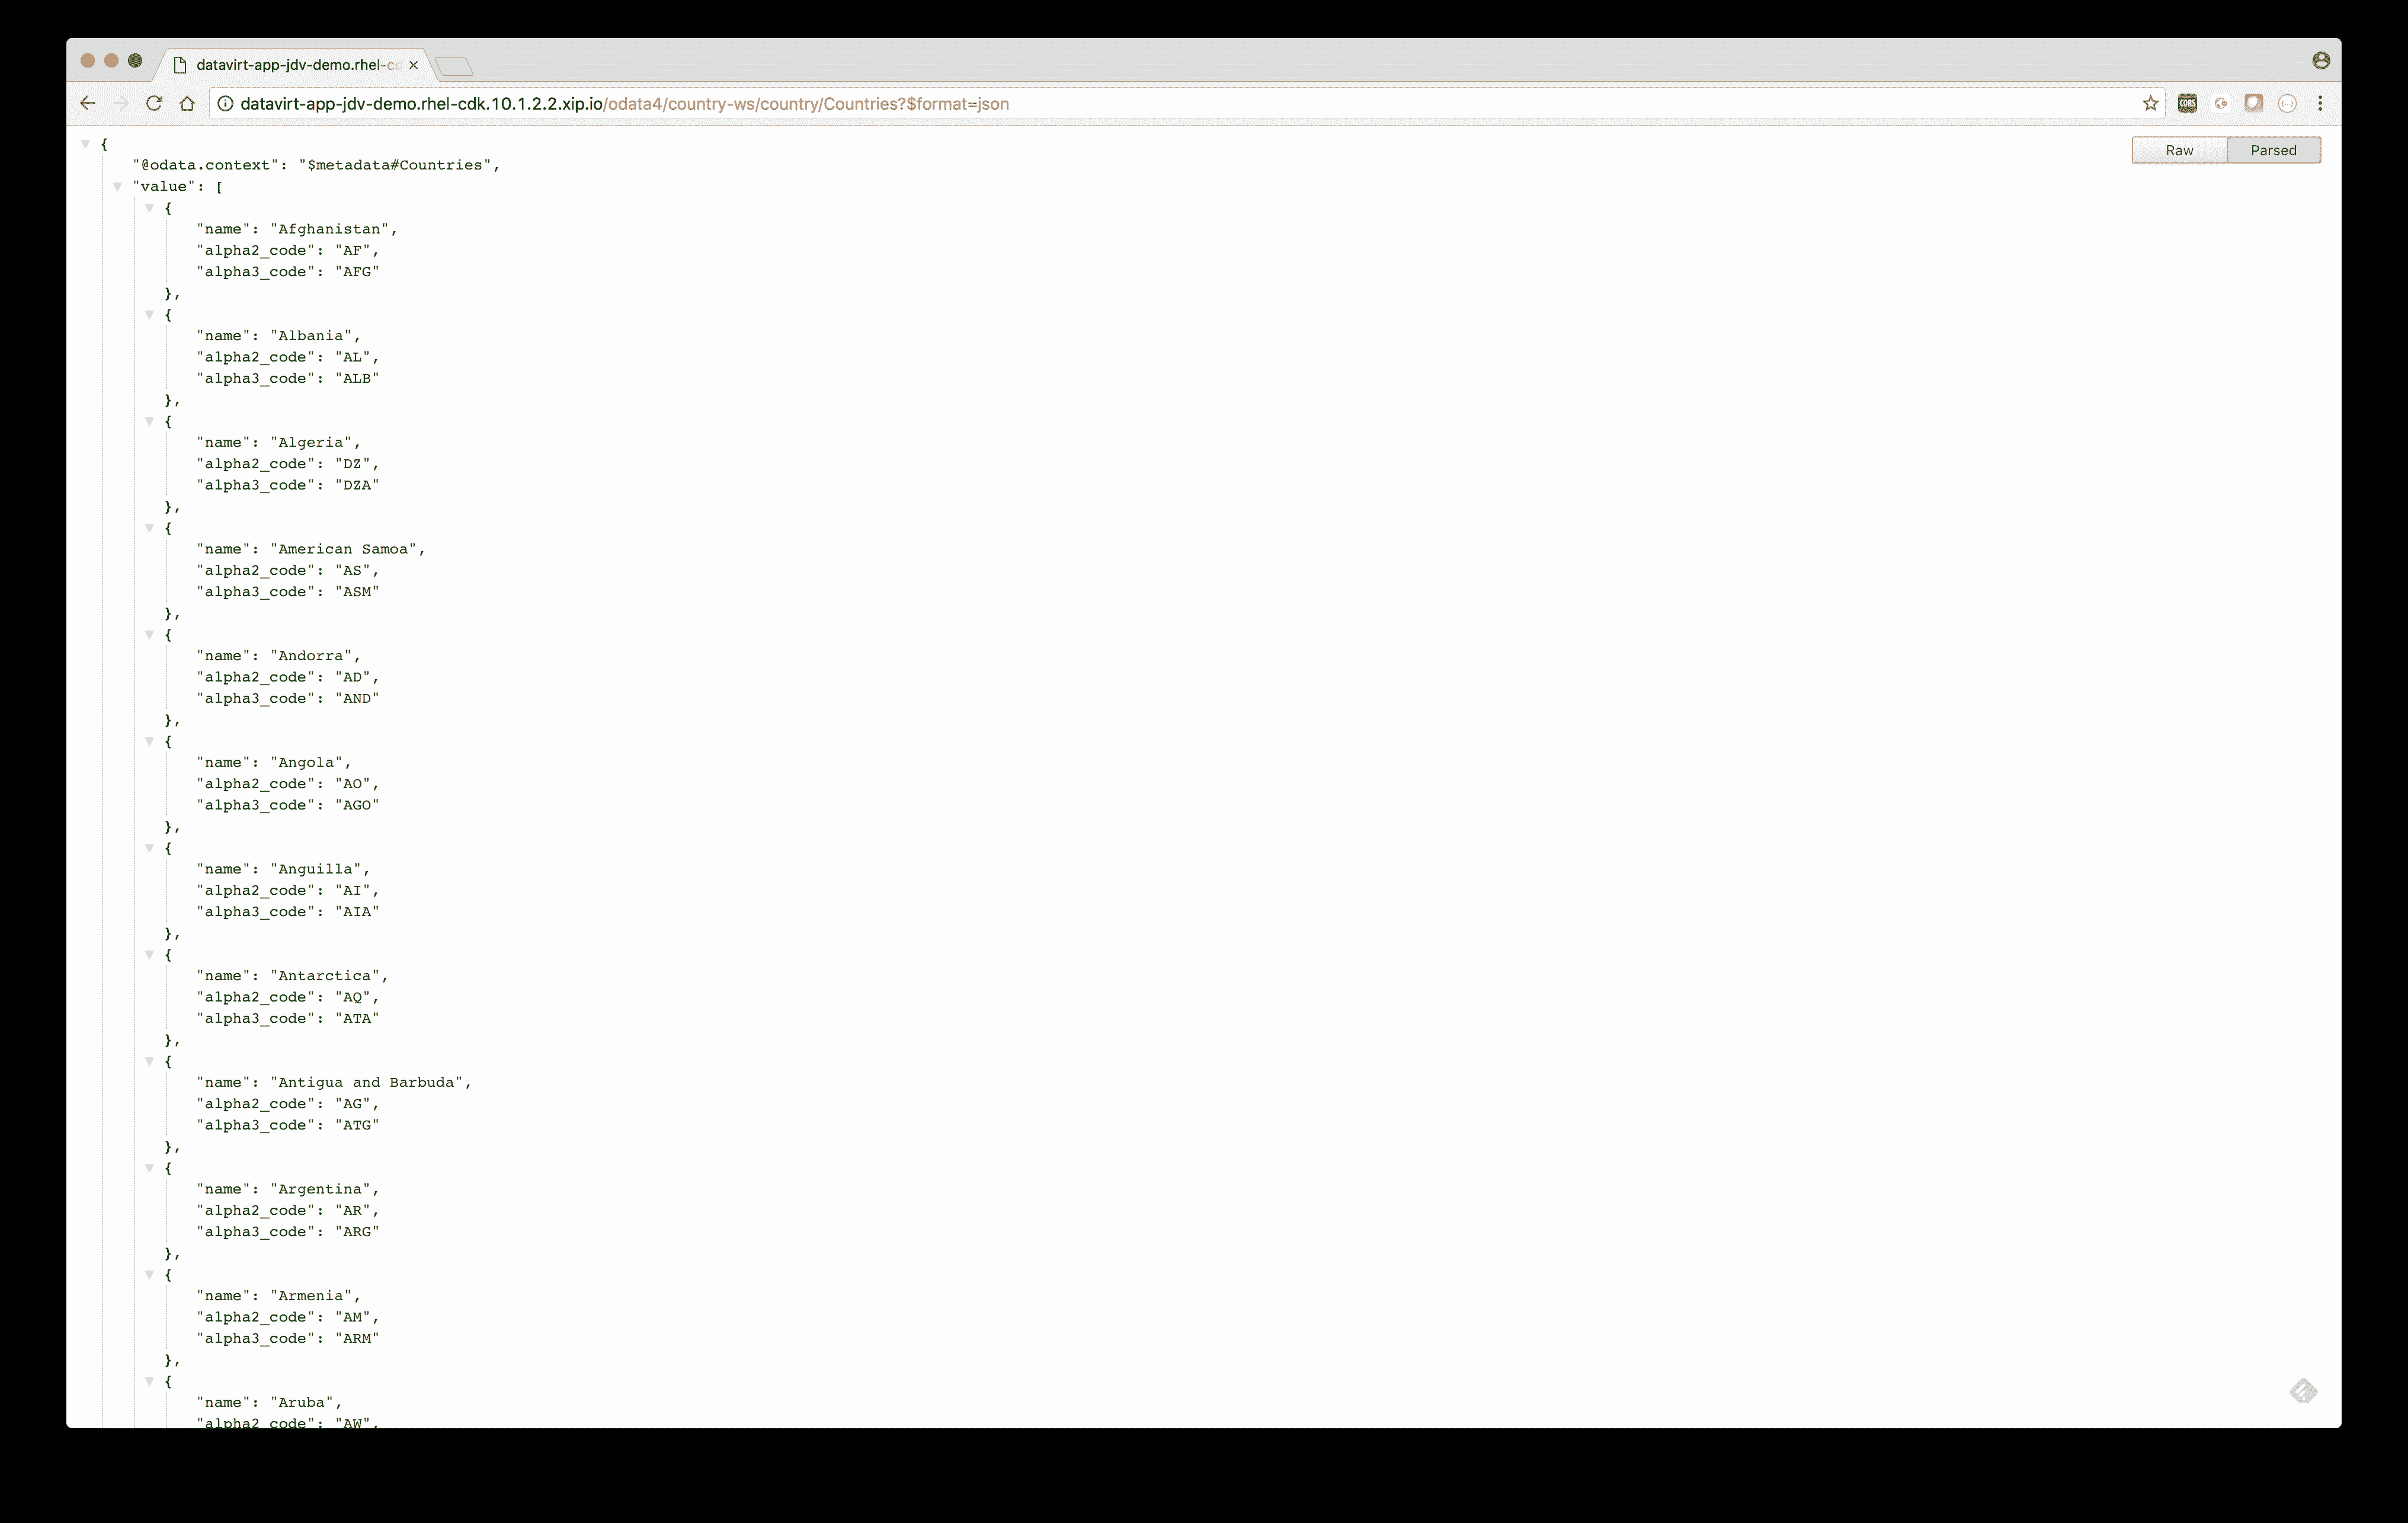 datavirt-app-jdv-demo.rhel-cd
datavirt-app-jdv-demo.rhel-cdk.10.1.2.2.xip.io/odata4/country-ws/country/Countries?$format=json
CORS
Raw Parsed
{
"@odata.context": "$metadata#Countries",
"value": [
{
"name": "Afghanistan",
"alpha2_code": "AF",
"alpha3_code": "AFG"
},
{
"name": "Albania",
"alpha2_code": "AL",
"alpha3_code": "ALB"
},
{
"name": "Algeria",
"alpha2_code": "DZ",
"alpha3_code": "DZA"
},
{
"name": "American Samoa",
"alpha2_code": "AS",
"alpha3_code": "ASM"
},
{
"name": "Andorra",
"alpha2_code": "AD",
"alpha3_code": "AND"
},
{
"name": "Angola",
"alpha2_code": "AO",
"alpha3_code": "AGO"
},
{
"name": "Anguilla",
"alpha2_code": "AI",
"alpha3_code": "AIA"
},
{
"name": "Antarctica",
"alpha2_code": "AQ",
"alpha3_code": "ATA"
},
{
"name": "Antigua and Barbuda",
"alpha2_code": "AG",
"alpha3_code": "ATG"
},
{
"name": "Argentina",
"alpha2_code": "AR",
"alpha3_code": "ARG"
},
{
"name": "Armenia",
"alpha2_code": "AM",
"alpha3_code": "ARM"
},
{
"name": "Aruba",
"alpha2_code": "AW",